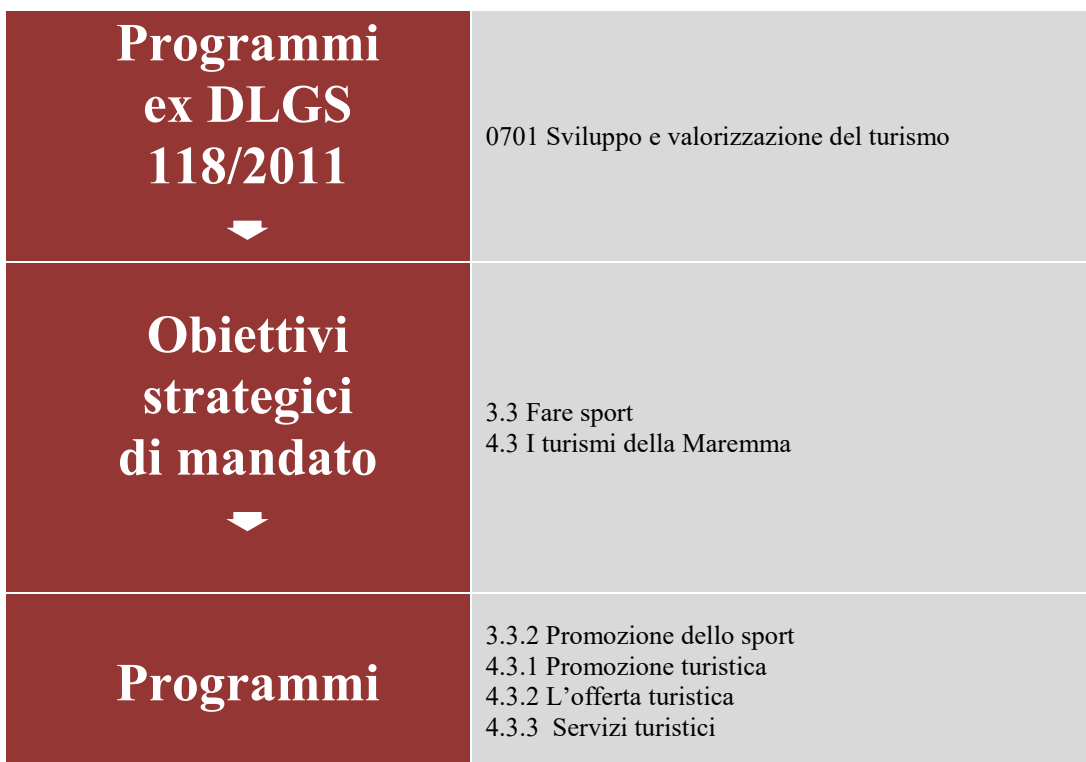 Programmi
ex DLGS
118/2011
0701 Sviluppo e valorizzazione del turismo
Obiettivi
strategici
di mandato
3.3 Fare sport
4.3 I turismi della Maremma
Programmi
3.3.2 Promozione dello sport
4.3.1 Promozione turistica
4.3.2 L’offerta turistica
4.3.3  Servizi turistici